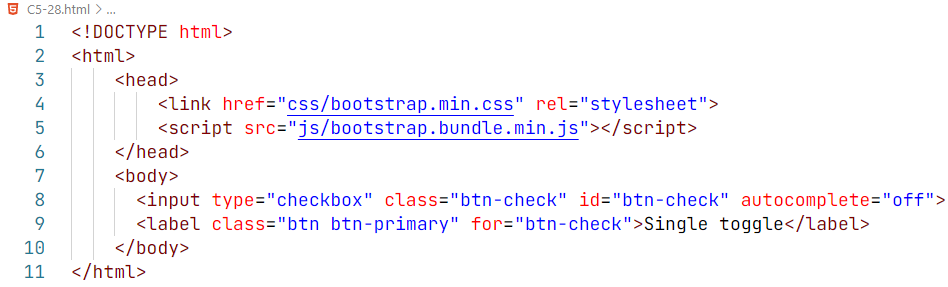 C5-28.html > ...
1 <!DOCTYPE html>
2 <html>
3 <head>
4 <link href="css/bootstrap.min.css" rel="stylesheet">
5 <script src="js/bootstrap.bundle.min.js"></script>
6 </head>
7 <body>
8 <input type="checkbox" class="btn-check" id="btn-check" autocomplete="off">
9 <label class="btn btn-primary" for="btn-check">Single toggle</label>
10 </body>
11 </html>